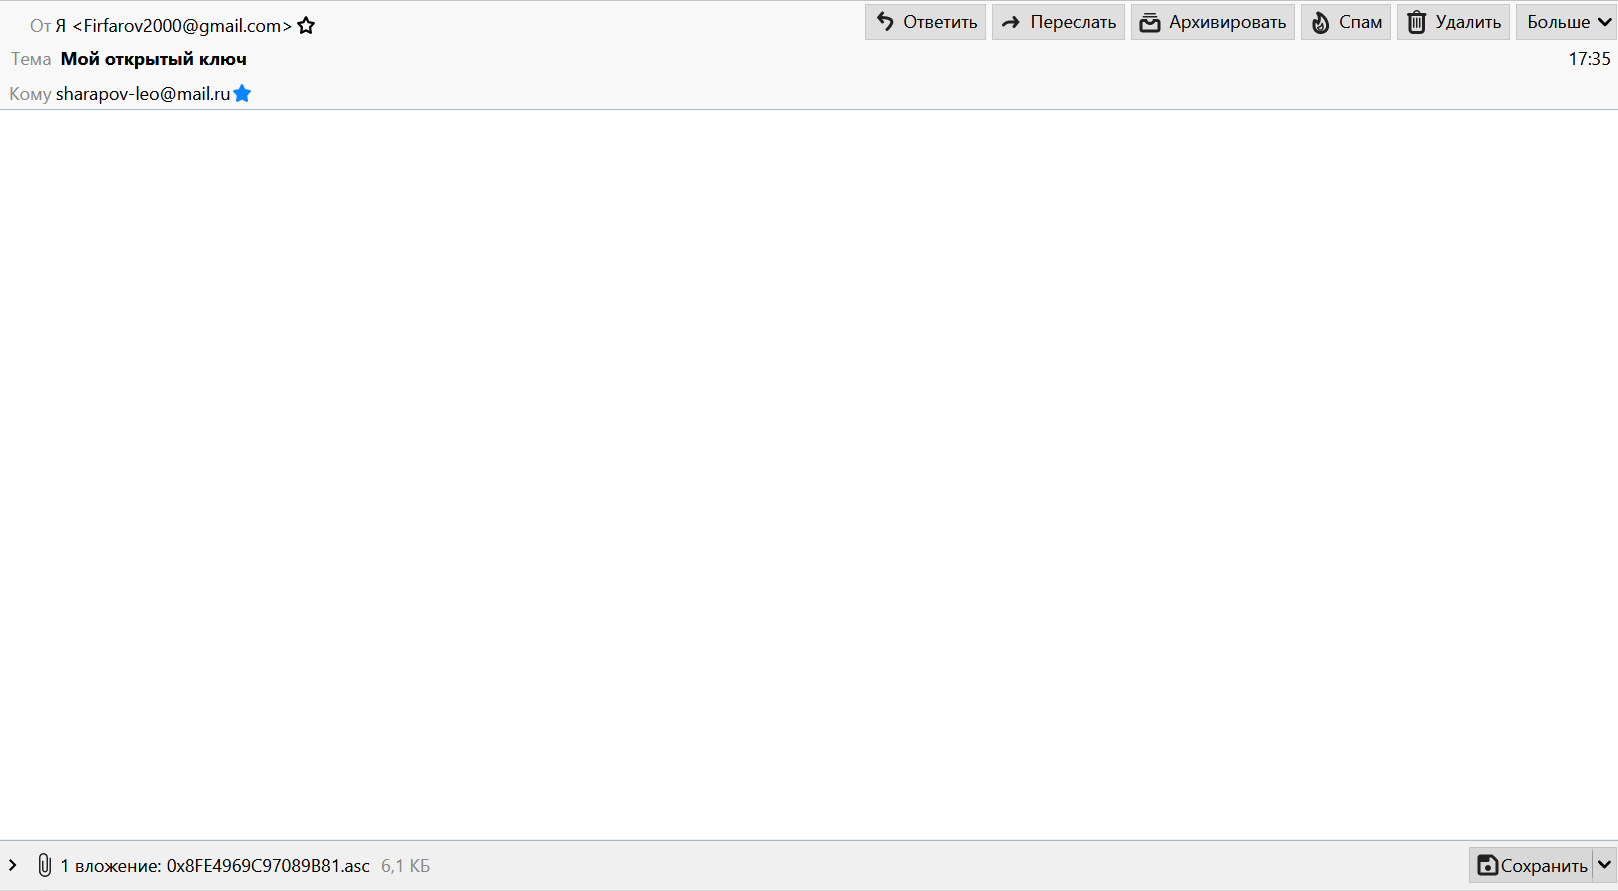 От Я <Firfarov2000@gmail.com> Ответить Переслать Архивировать Спам Удалить Больше
Тема Мой открытый ключ 17:35
Кому sharapov-leo@mail.ru
1 вложение: 0x8FE4969C97089B81.asc 6,1 КБ Сохранить